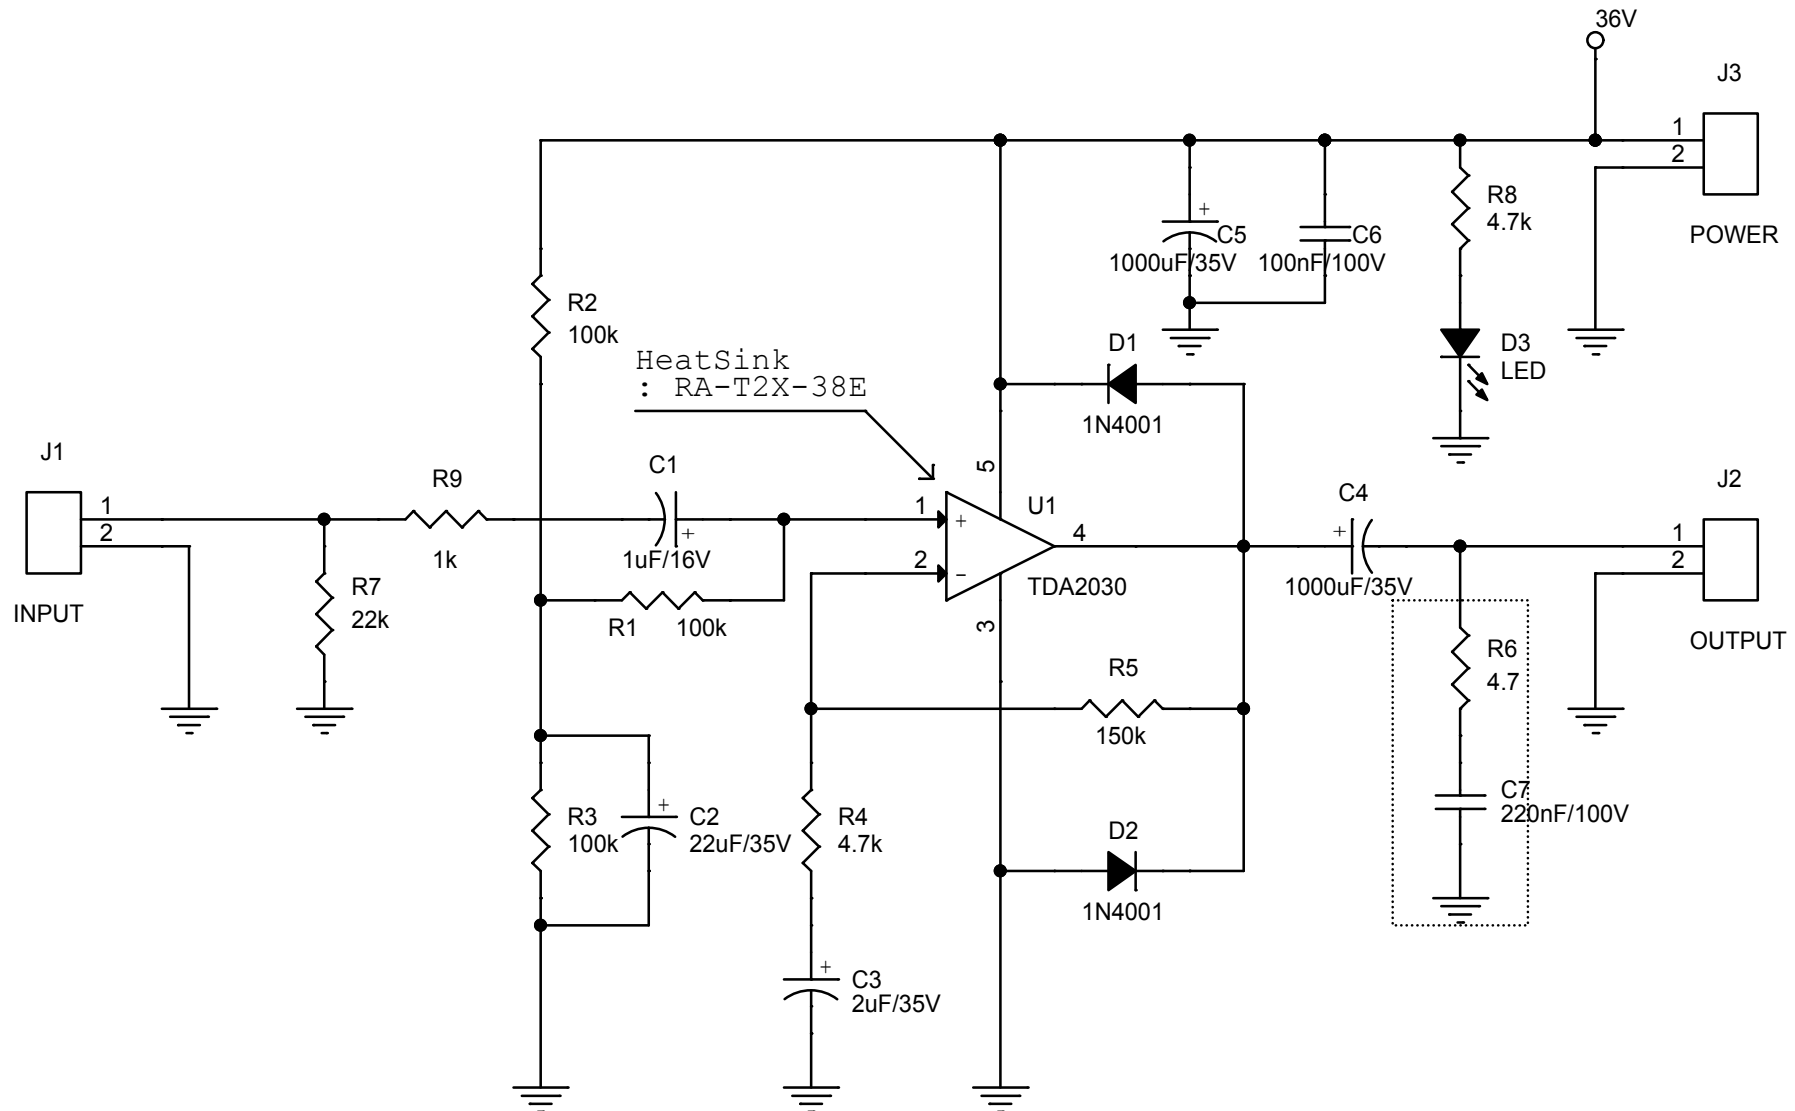 36V
J3
1
2
POWER
R8
4.7k
+
C5
1000uF/35V
C6
100nF/100V
R2
100k
D3
LED
HeatSink
: RA-T2X-38E
D1
1N4001
J1
1
2
INPUT
R9
1k
C1
+
1uF/16V
R7
22k
R1
100k
5
1
+
2
−
3
U1
4
TDA2030
C4
+
1000uF/35V
J2
1
2
OUTPUT
R5
150k
R6
4.7
C7
220nF/100V
R3
100k
+
C2
22uF/35V
R4
4.7k
D2
1N4001
+
C3
2uF/35V